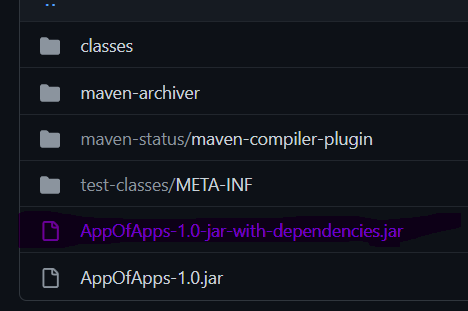 ..
classes
maven-archiver
maven-status/maven-compiler-plugin
test-classes/META-INF
AppOfApps-1.0-jar-with-dependencies.jar
AppOfApps-1.0.jar